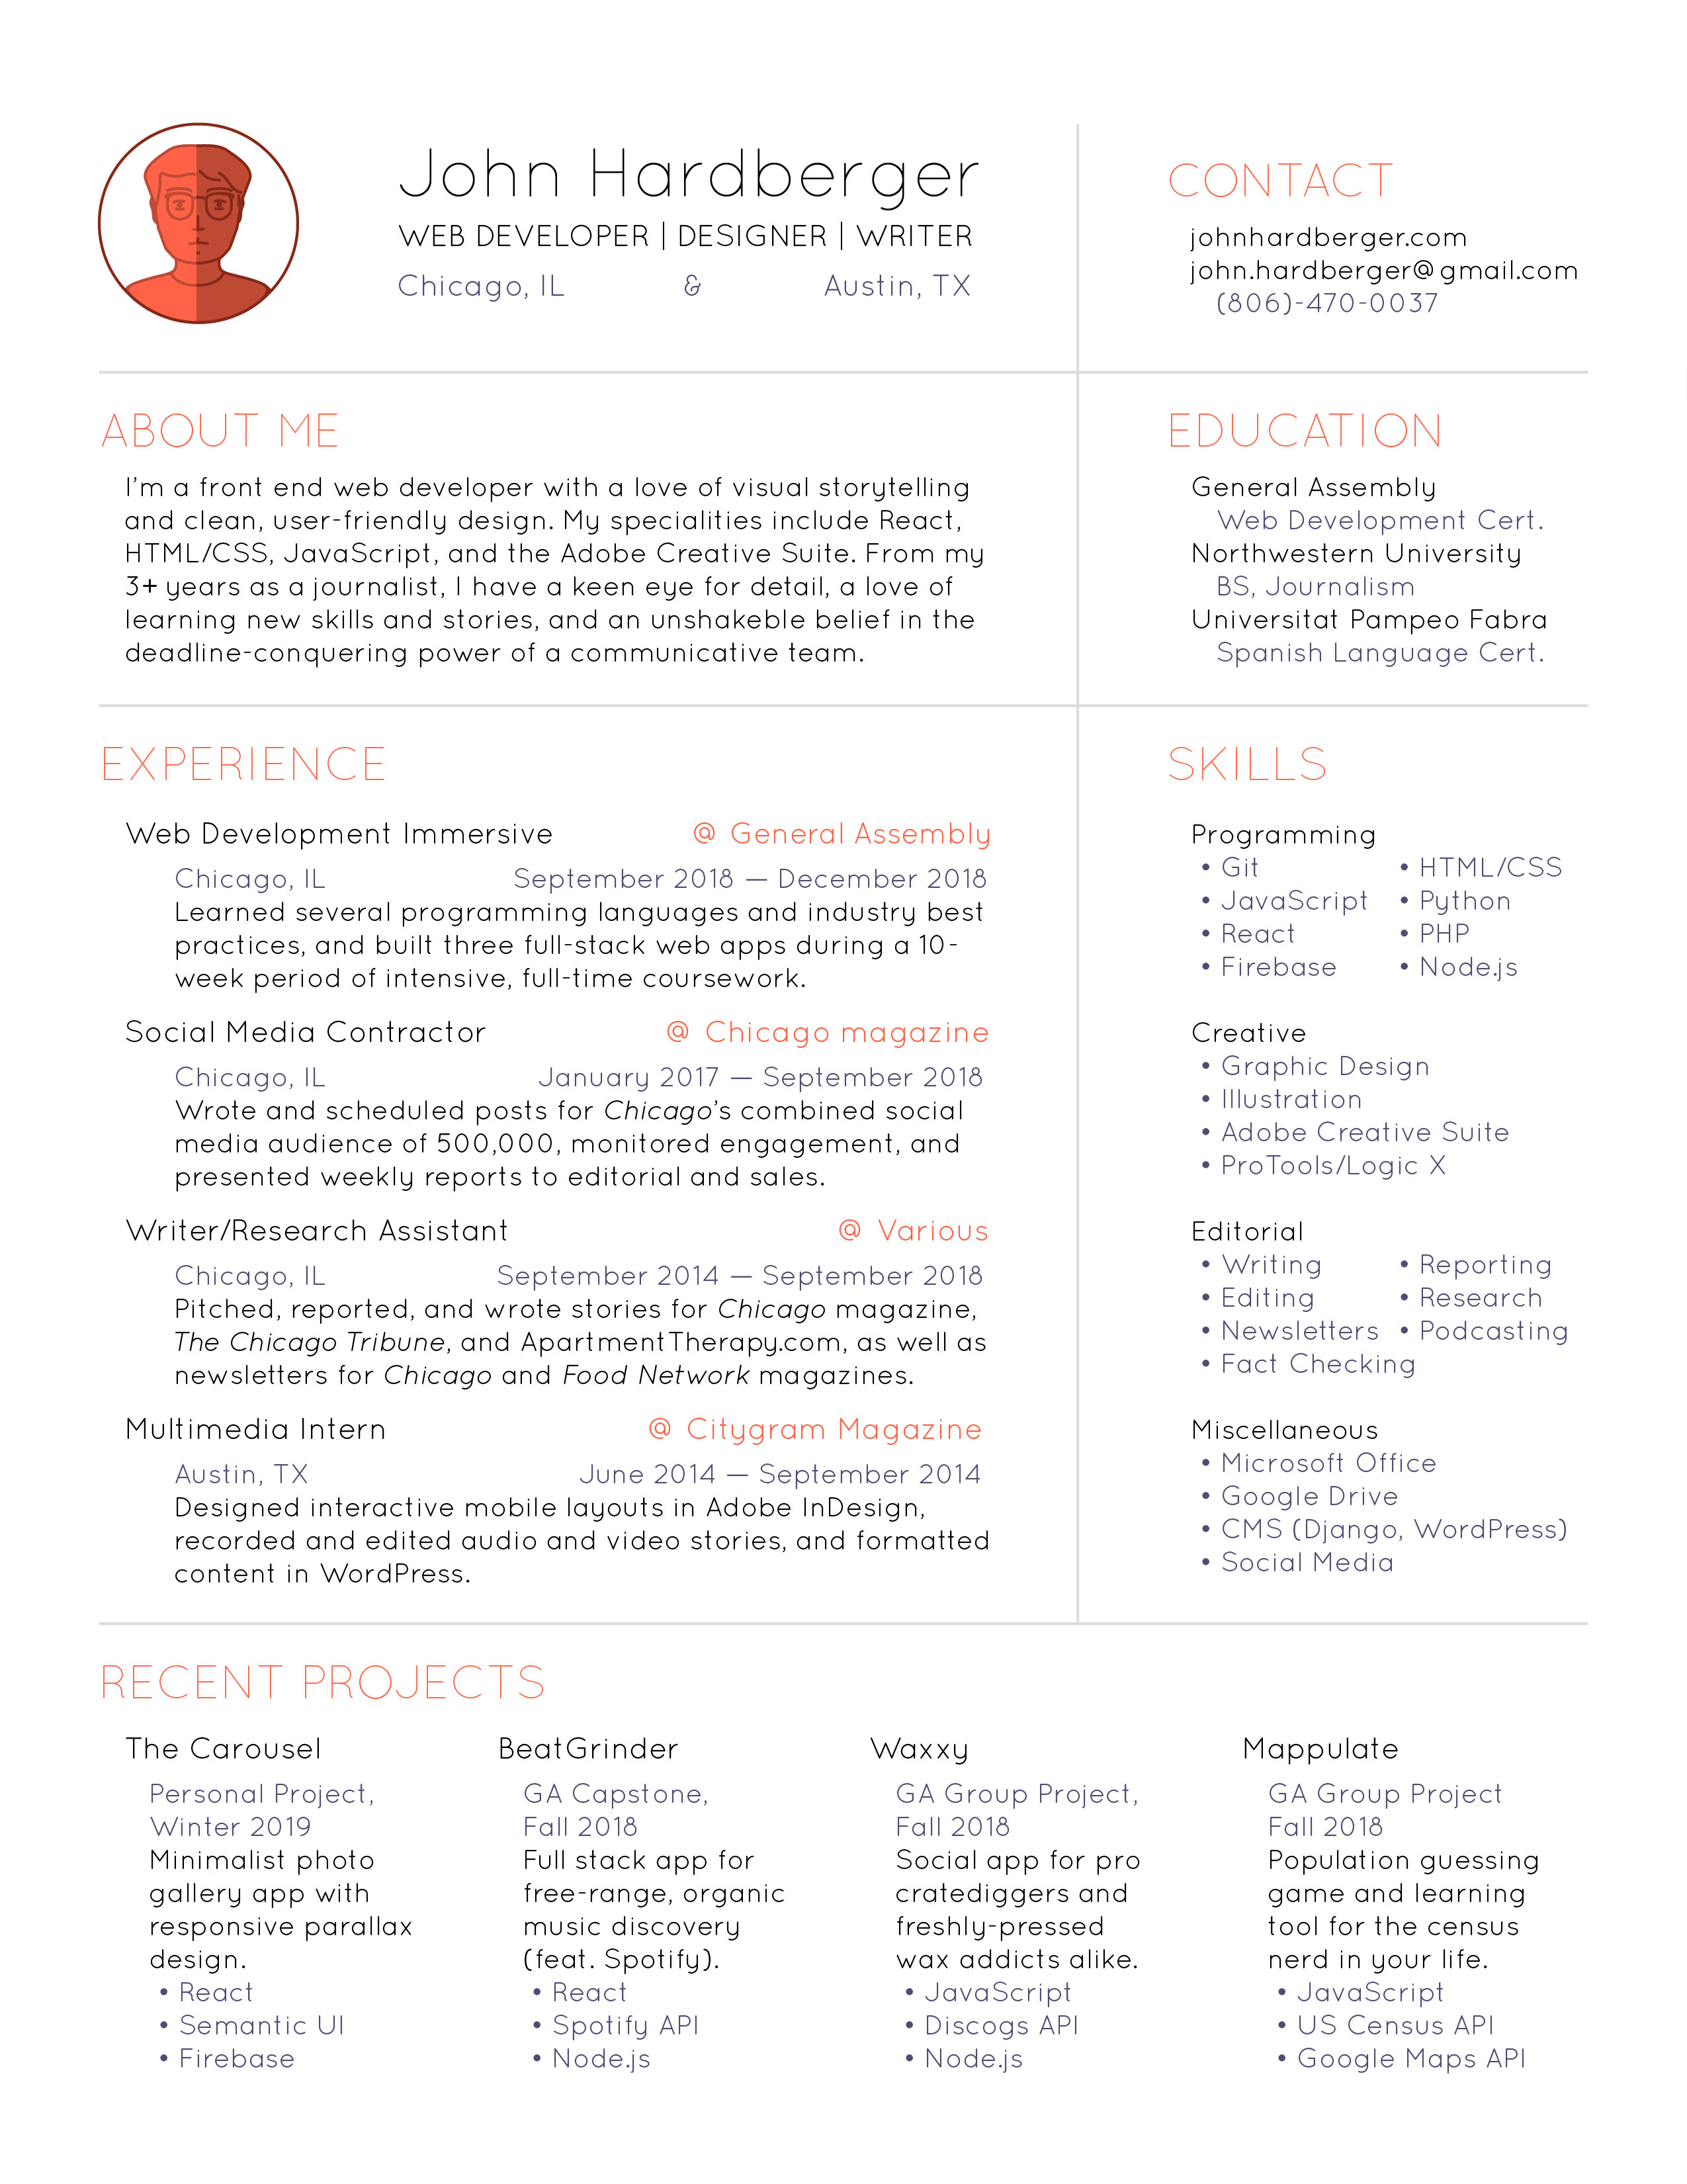 John Hardberger
WEB DEVELOPER | DESIGNER | WRITER
Chicago, IL & Austin, TX
CONTACT
johnhardberger.com
john.hardberger@gmail.com
(806)-470-0037
ABOUT ME
I'm a front end web developer with a love of visual storytelling
and clean, user-friendly design. My specialities include React,
HTML/CSS, JavaScript, and the Adobe Creative Suite. From my
3+ years as a journalist, I have a keen eye for detail, a love of
learning new skills and stories, and an unshakeble belief in the
deadline-conquering power of a communicative team.
EDUCATION
General Assembly
Web Development Cert.
Northwestern University
BS, Journalism
Universitat Pampeo Fabra
Spanish Language Cert.
EXPERIENCE
Web Development Immersive @ General Assembly
Chicago, IL September 2018 — December 2018
Learned several programming languages and industry best
practices, and built three full-stack web apps during a 10-
week period of intensive, full-time coursework.
Social Media Contractor @ Chicago magazine
Chicago, IL January 2017 — September 2018
Wrote and scheduled posts for Chicago's combined social
media audience of 500,000, monitored engagement, and
presented weekly reports to editorial and sales.
Writer/Research Assistant @ Various
Chicago, IL September 2014 — September 2018
Pitched, reported, and wrote stories for Chicago magazine,
The Chicago Tribune, and ApartmentTherapy.com, as well as
newsletters for Chicago and Food Network magazines.
Multimedia Intern @ Citygram Magazine
Austin, TX June 2014 — September 2014
Designed interactive mobile layouts in Adobe InDesign,
recorded and edited audio and video stories, and formatted
content in WordPress.
SKILLS
Programming
• Git • HTML/CSS
• JavaScript • Python
• React • PHP
• Firebase • Node.js
Creative
• Graphic Design
• Illustration
• Adobe Creative Suite
• ProTools/Logic X
Editorial
• Writing • Reporting
• Editing • Research
• Newsletters • Podcasting
• Fact Checking
Miscellaneous
• Microsoft Office
• Google Drive
• CMS (Django, WordPress)
• Social Media
RECENT PROJECTS
The Carousel
Personal Project,
Winter 2019
Minimalist photo
gallery app with
responsive parallax
design.
• React
• Semantic UI
• Firebase
BeatGrinder
GA Capstone,
Fall 2018
Full stack app for
free-range, organic
music discovery
(feat. Spotify).
• React
• Spotify API
• Node.js
Waxxy
GA Group Project,
Fall 2018
Social app for pro
cratediggers and
freshly-pressed
wax addicts alike.
• JavaScript
• Discogs API
• Node.js
Mappulate
GA Group Project
Fall 2018
Population guessing
game and learning
tool for the census
nerd in your life.
• JavaScript
• US Census API
• Google Maps API